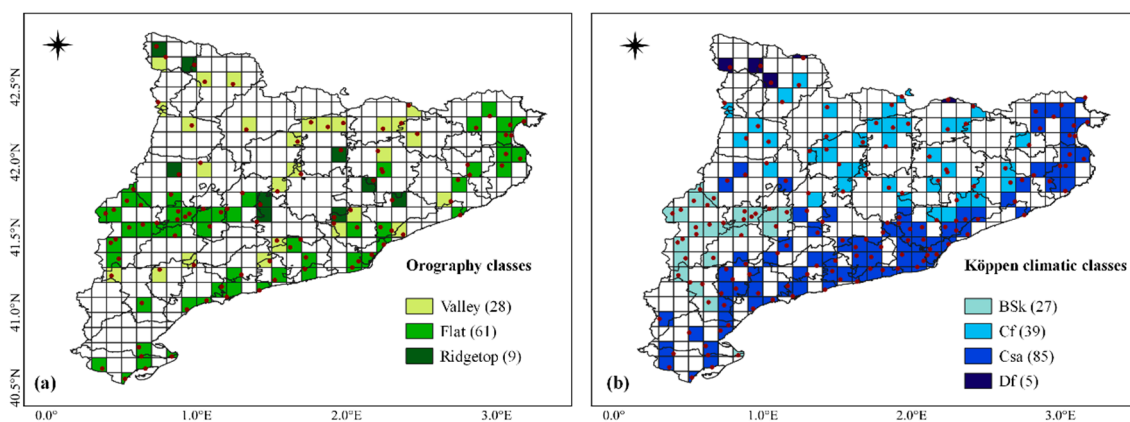 42.5°N
42.0°N
41.5°N
41.0°N
40.5°N
(a)
Orography classes
Valley (28)
Flat (61)
Ridgetop (9)
0.0°
1.0°E
2.0°E
3.0°E
(b)
Köppen climatic classes
BSk (27)
Cf (39)
Csa (85)
Df (5)
0.0°
1.0°E
2.0°E
3.0°E